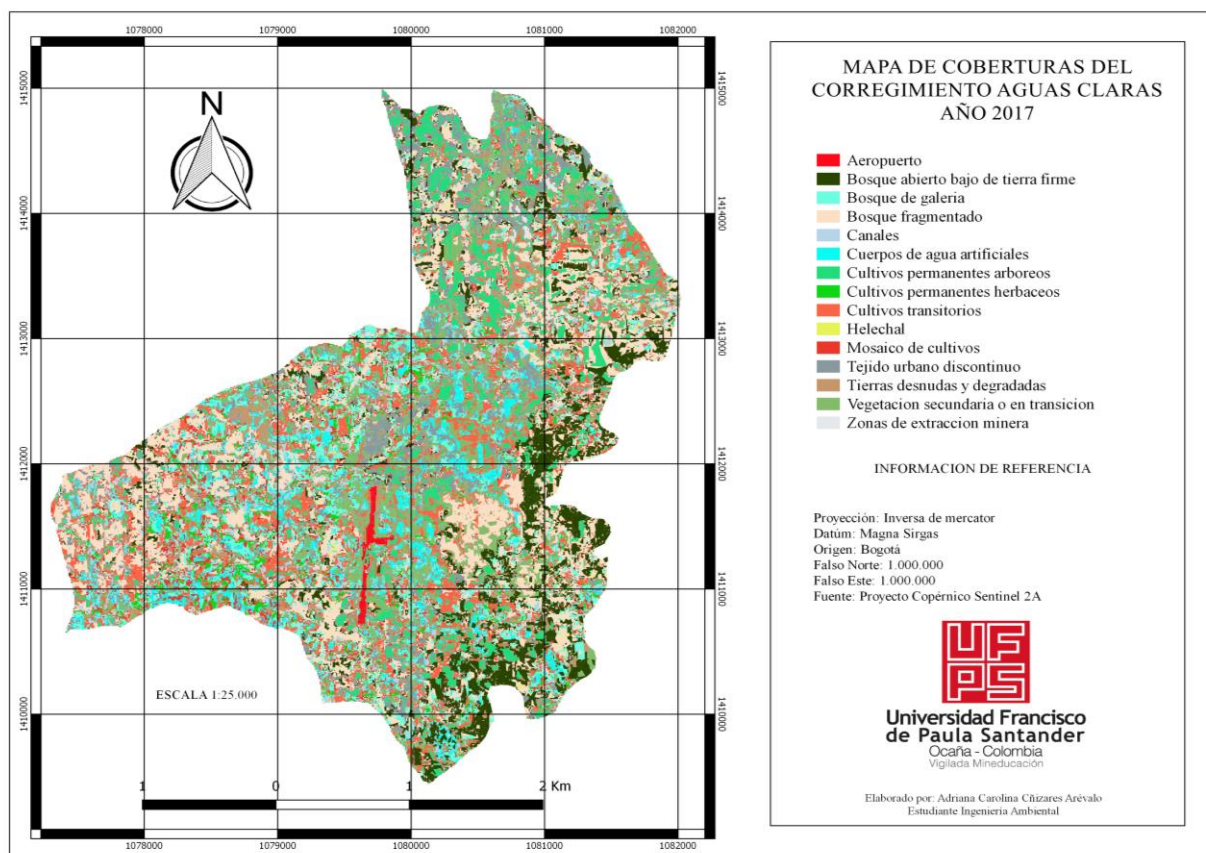 1078000
1079000
1080000
1081000
1082000
1415000
1415000
N
1414000
1414000
1413000
1413000
1412000
1412000
1411000
1411000
ESCALA 1:25.000
1410000
1410000
1 0 1 2 Km
1078000
1079000
1080000
1081000
1082000
MAPA DE COBERTURAS DEL
CORREGIMIENTO AGUAS CLARAS
AÑO 2017
Aeropuerto
Bosque abierto bajo de tierra firme
Bosque de galeria
Bosque fragmentado
Canales
Cuerpos de agua artificiales
Cultivos permanentes arboreos
Cultivos permanentes herbaceos
Cultivos transitorios
Helechal
Mosaico de cultivos
Tejido urbano discontinuo
Tierras desnudas y degradadas
Vegetacion secundaria o en transicion
Zonas de extraccion minera
INFORMACION DE REFERENCIA
Proyección: Inversa de mercator
Datúm: Magna Sirgas
Origen: Bogotá
Falso Norte: 1.000.000
Falso Este: 1.000.000
Fuente: Proyecto Copérnico Sentinel 2A
UF
PS
Universidad Francisco
de Paula Santander
Ocaña - Colombia
Vigilada Mineducación
Elaborado por: Adriana Carolina Cñizares Arévalo
Estudiante Ingenieria Ambiental